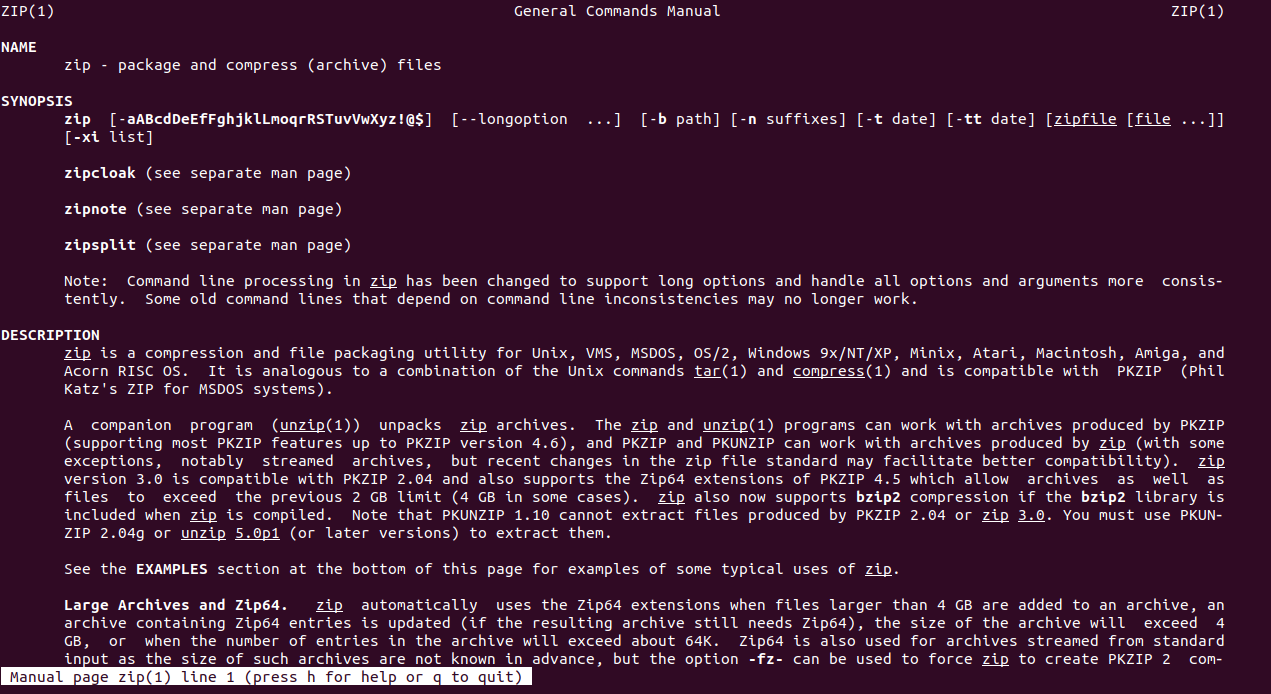 ZIP(1) General Commands Manual ZIP(1)
NAME
zip - package and compress (archive) files
SYNOPSIS
zip [-aABcdDeEfFghjklLmoqrRSTuvVwXyz!@$] [--longoption ...] [-b path] [-n suffixes] [-t date] [-tt date] [zipfile [file ...]]
[-xi list]
zipcloak (see separate man page)
zipnote (see separate man page)
zipsplit (see separate man page)
Note: Command line processing in zip has been changed to support long options and handle all options and arguments more consis-
tently. Some old command lines that depend on command line inconsistencies may no longer work.
DESCRIPTION
zip is a compression and file packaging utility for Unix, VMS, MSDOS, OS/2, Windows 9x/NT/XP, Minix, Atari, Macintosh, Amiga, and
Acorn RISC OS. It is analogous to a combination of the Unix commands tar(1) and compress(1) and is compatible with PKZIP (Phil
Katz's ZIP for MSDOS systems).
A companion program (unzip(1)) unpacks zip archives. The zip and unzip(1) programs can work with archives produced by PKZIP
(supporting most PKZIP features up to PKZIP version 4.6), and PKZIP and PKUNZIP can work with archives produced by zip (with some
exceptions, notably streamed archives, but recent changes in the zip file standard may facilitate better compatibility). zip
version 3.0 is compatible with PKZIP 2.04 and also supports the Zip64 extensions of PKZIP 4.5 which allow archives as well as
files to exceed the previous 2 GB limit (4 GB in some cases). zip also now supports bzip2 compression if the bzip2 library is
included when zip is compiled. Note that PKUNZIP 1.10 cannot extract files produced by PKZIP 2.04 or zip 3.0. You must use PKUN-
ZIP 2.04g or unzip 5.0p1 (or later versions) to extract them.
See the EXAMPLES section at the bottom of this page for examples of some typical uses of zip.
Large Archives and Zip64. zip automatically uses the Zip64 extensions when files larger than 4 GB are added to an archive, an
archive containing Zip64 entries is updated (if the resulting archive still needs Zip64), the size of the archive will exceed 4
GB, or when the number of entries in the archive will exceed about 64K. Zip64 is also used for archives streamed from standard
input as the size of such archives are not known in advance, but the option -fz- can be used to force zip to create PKZIP 2 com-
Manual page zip(1) line 1 (press h for help or q to quit)